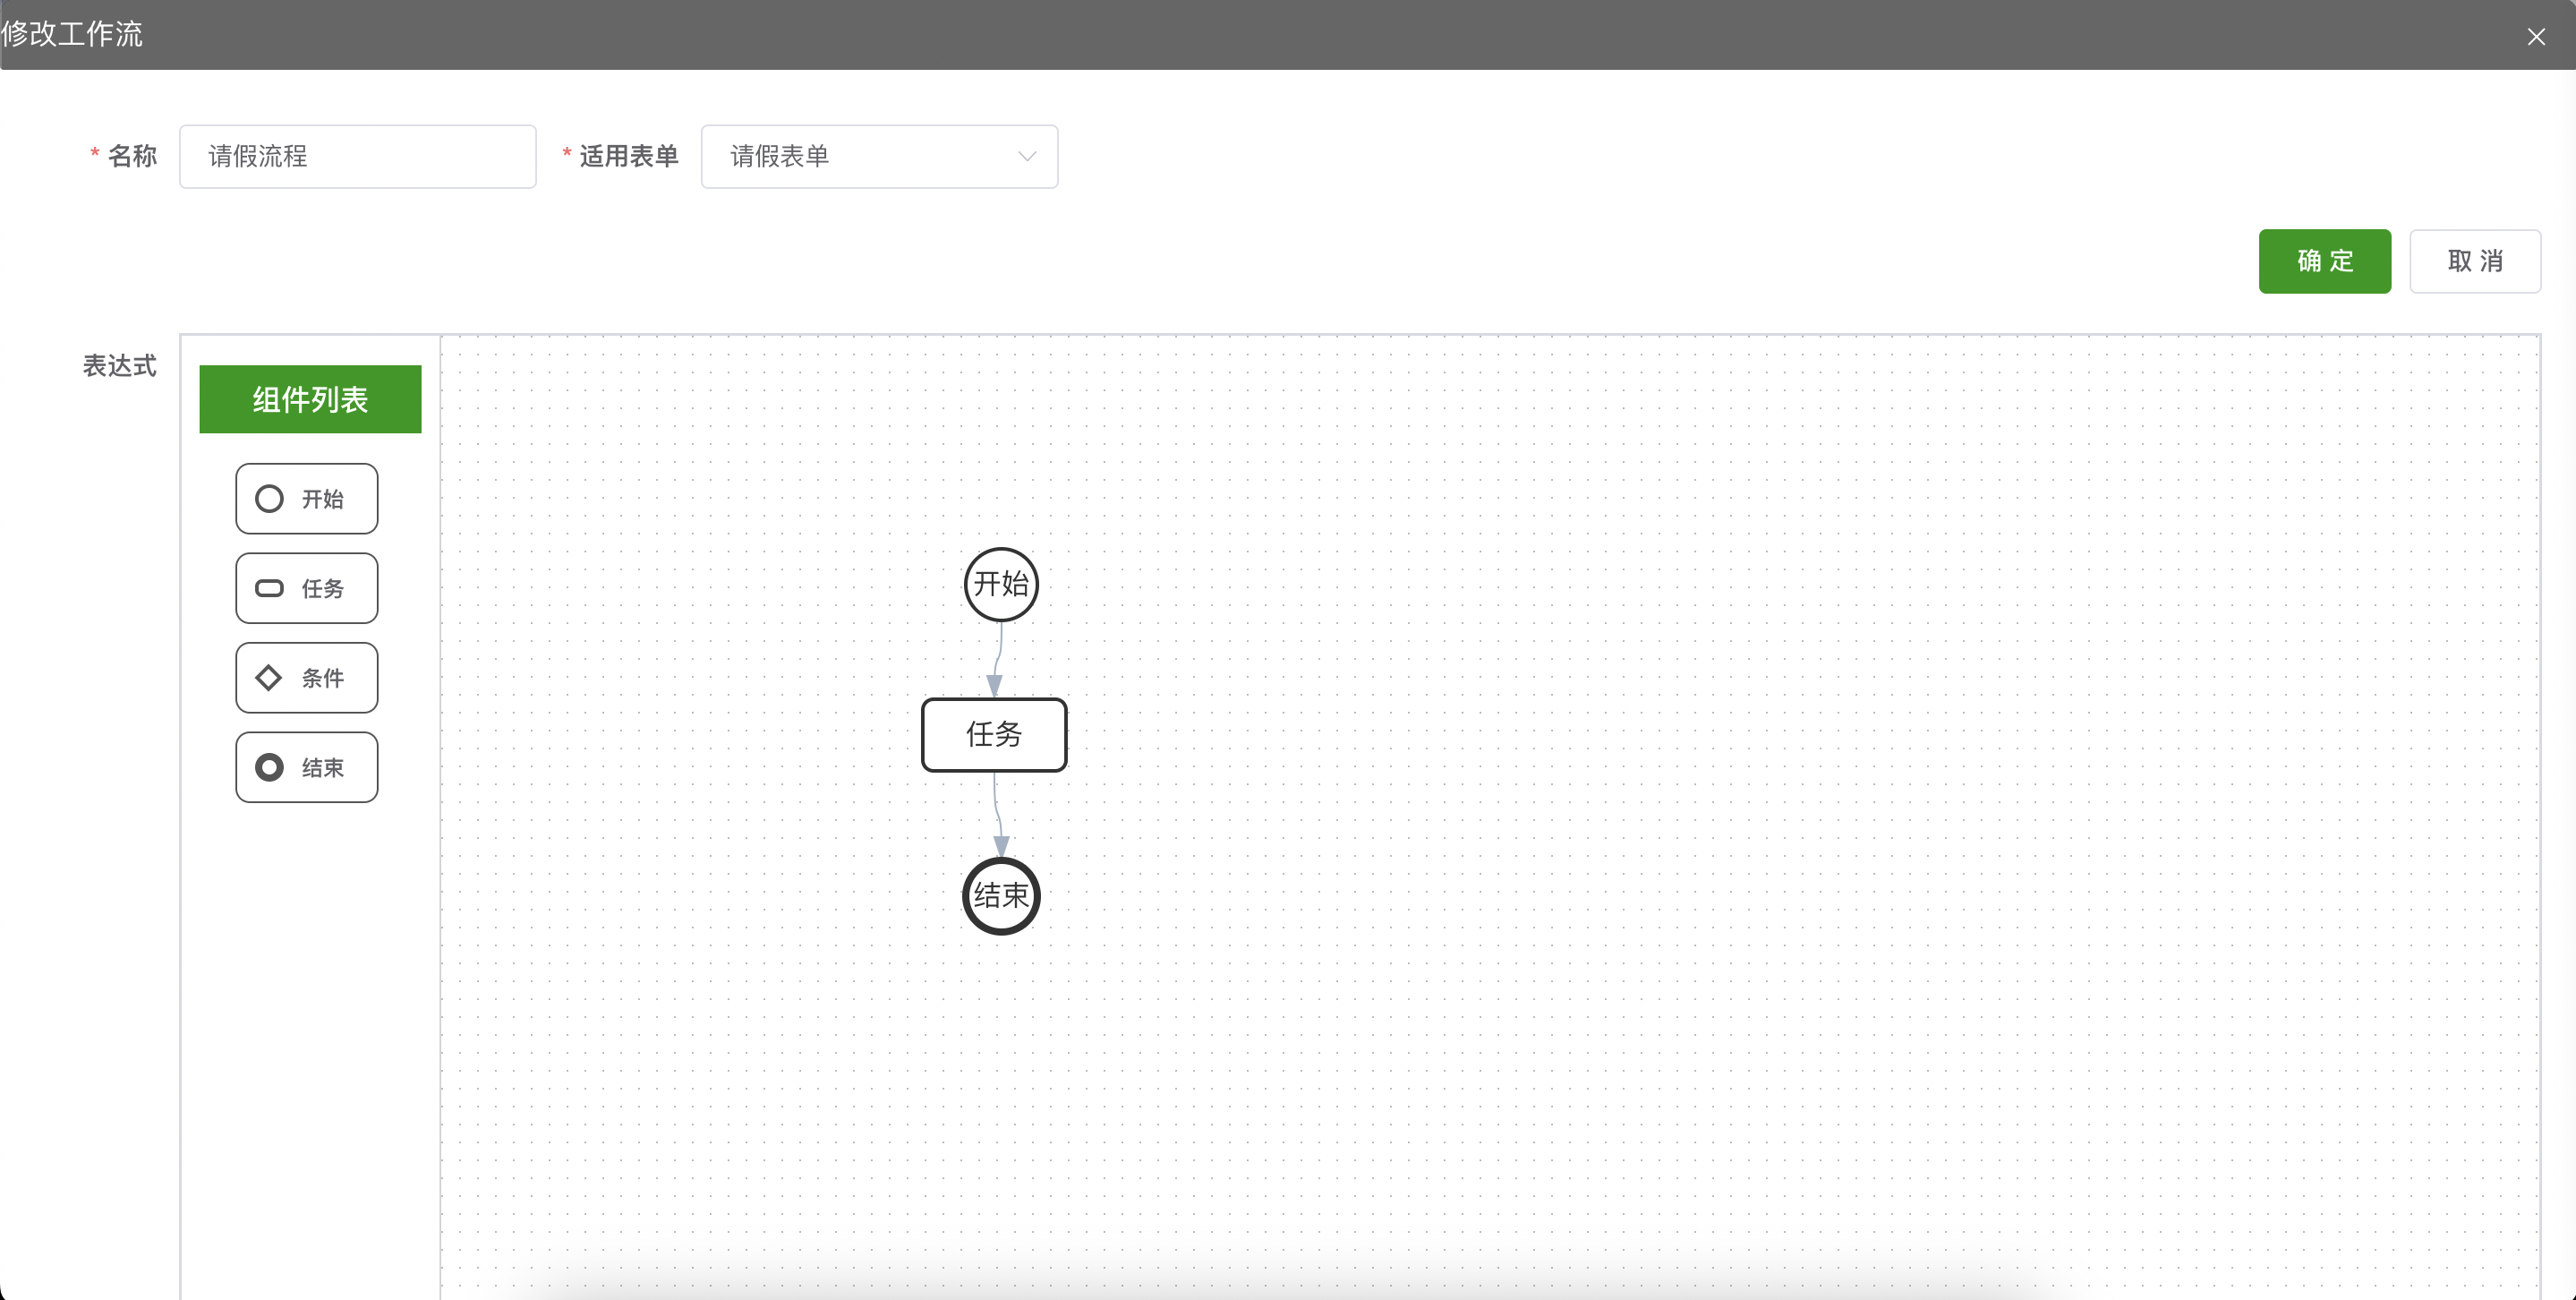 修改工作流
* 名称 请假流程 * 适用表单 请假表单
确 定 取 消
表达式
组件列表
开始
任务
条件
结束
开始
任务
结束